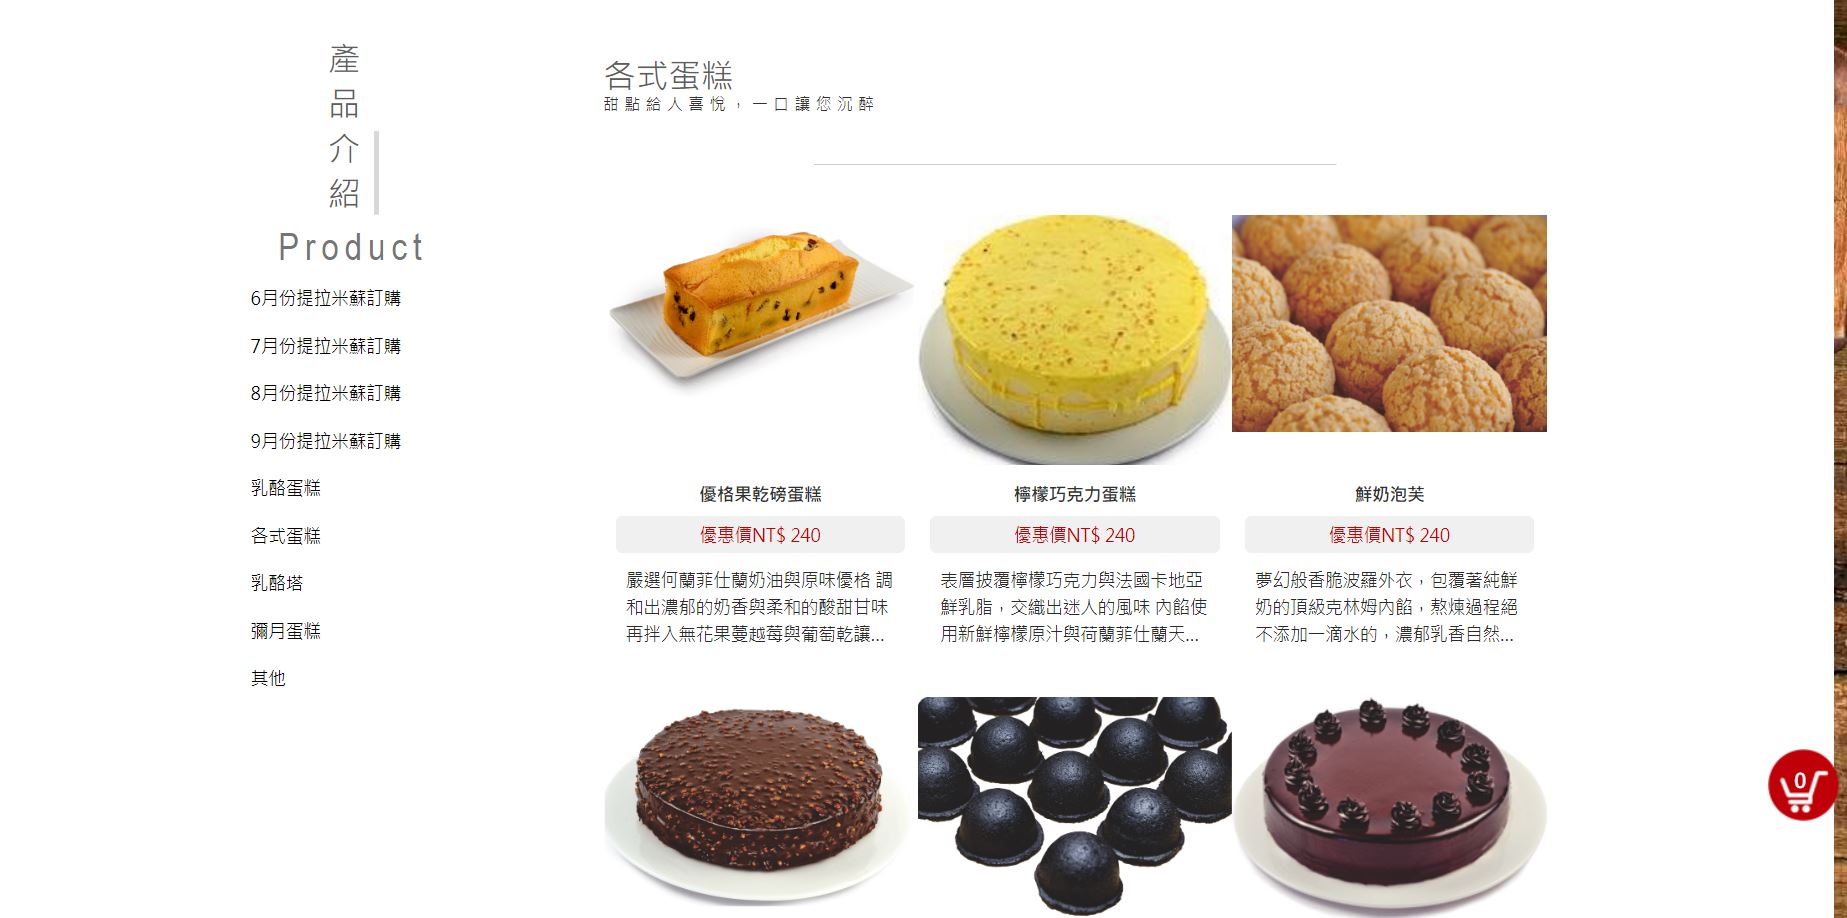 產
品
介
紹
Product
6月份提拉米蘇訂購
7月份提拉米蘇訂購
8月份提拉米蘇訂購
9月份提拉米蘇訂購
乳酪蛋糕
各式蛋糕
乳酪塔
彌月蛋糕
其他
各式蛋糕
甜點給人喜悅，一口讓您沉醉
優格果乾磅蛋糕
優惠價NT$ 240
嚴選何蘭菲仕蘭奶油與原味優格 調
和出濃郁的奶香與柔和的酸甜甘味
再拌入無花果蔓越莓與葡萄乾讓...
檸檬巧克力蛋糕
優惠價NT$ 240
表層披覆檸檬巧克力與法國卡地亞
鮮乳脂，交織出迷人的風味 內餡使
用新鮮檸檬原汁與荷蘭菲仕蘭天...
鮮奶泡芙
優惠價NT$ 240
夢幻般香脆波羅外衣，包覆著純鮮
奶的頂級克林姆內餡，熬煉過程絕
不添加一滴水的，濃郁乳香自然...
0